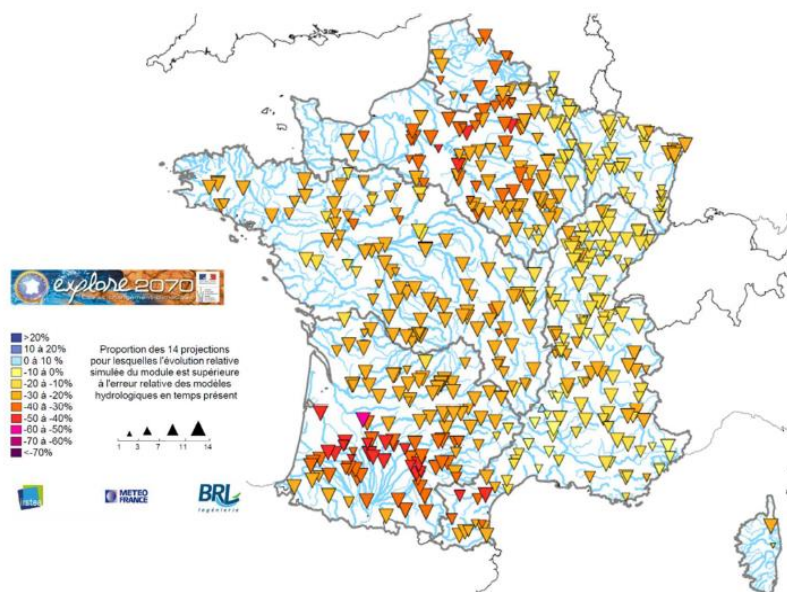 explore 2070
>20%
10 à 20%
0 à 10 %
-10 à 0%
-20 à -10%
-30 à -20%
-40 à -30%
-50 à -40%
-60 à -50%
-70 à -60%
<-70%
Proportion des 14 projections
pour lesquelles l'évolution relative
simulée du module est supérieure
à l'erreur relative des modèles
hydrologiques en temps présent
1 3 7 11 14
METEO
FRANCE
BRL
Ingénierie